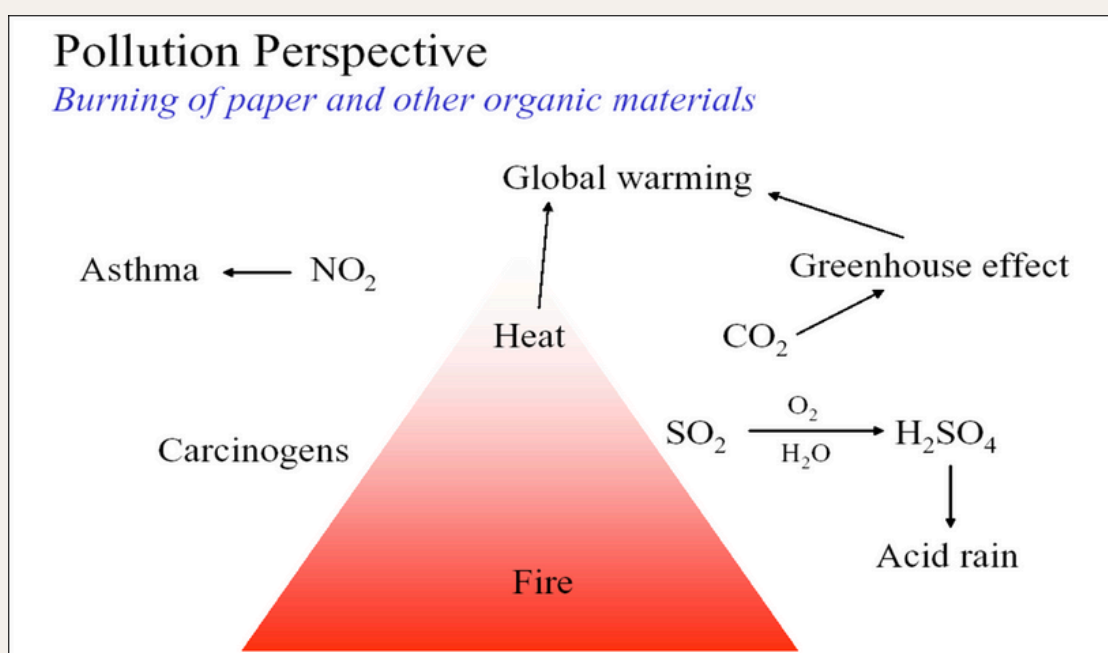 Pollution Perspective
Burning of paper and other organic materials
Global warming
Asthma
NO₂
Greenhouse effect
Heat
CO₂
Carcinogens
SO₂
O₂
H₂O
H₂SO₄
Acid rain
Fire